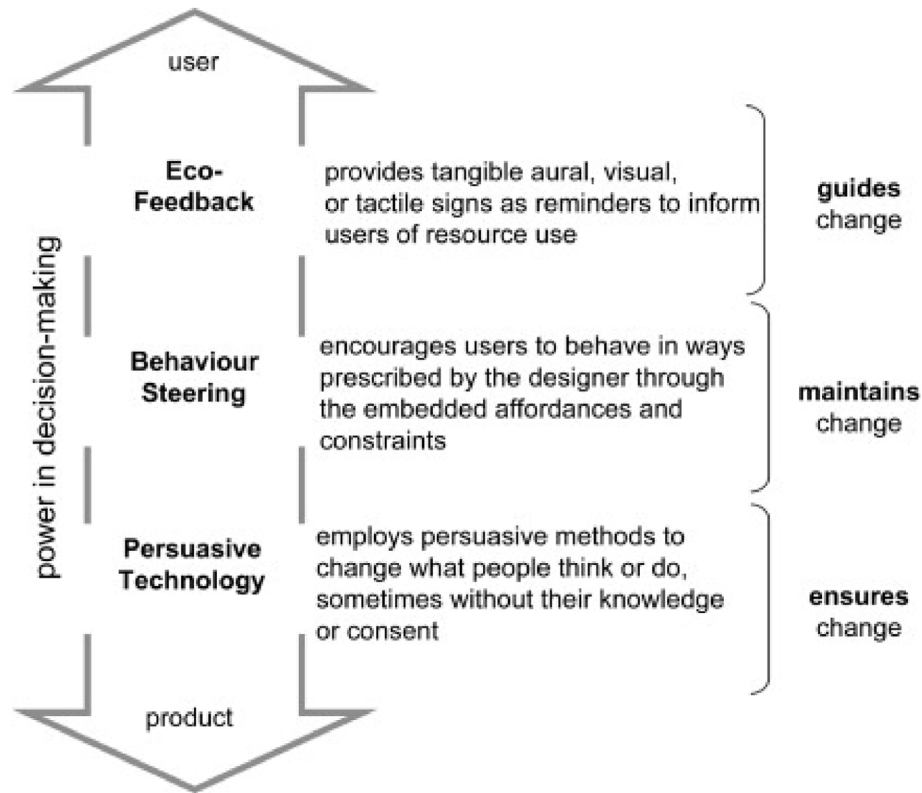 user
power in decision-making
Eco-
Feedback
provides tangible aural, visual,
or tactile signs as reminders to inform
users of resource use
guides
change
Behaviour
Steering
encourages users to behave in ways
prescribed by the designer through
the embedded affordances and
constraints
maintains
change
Persuasive
Technology
employs persuasive methods to
change what people think or do,
sometimes without their knowledge
or consent
ensures
change
product